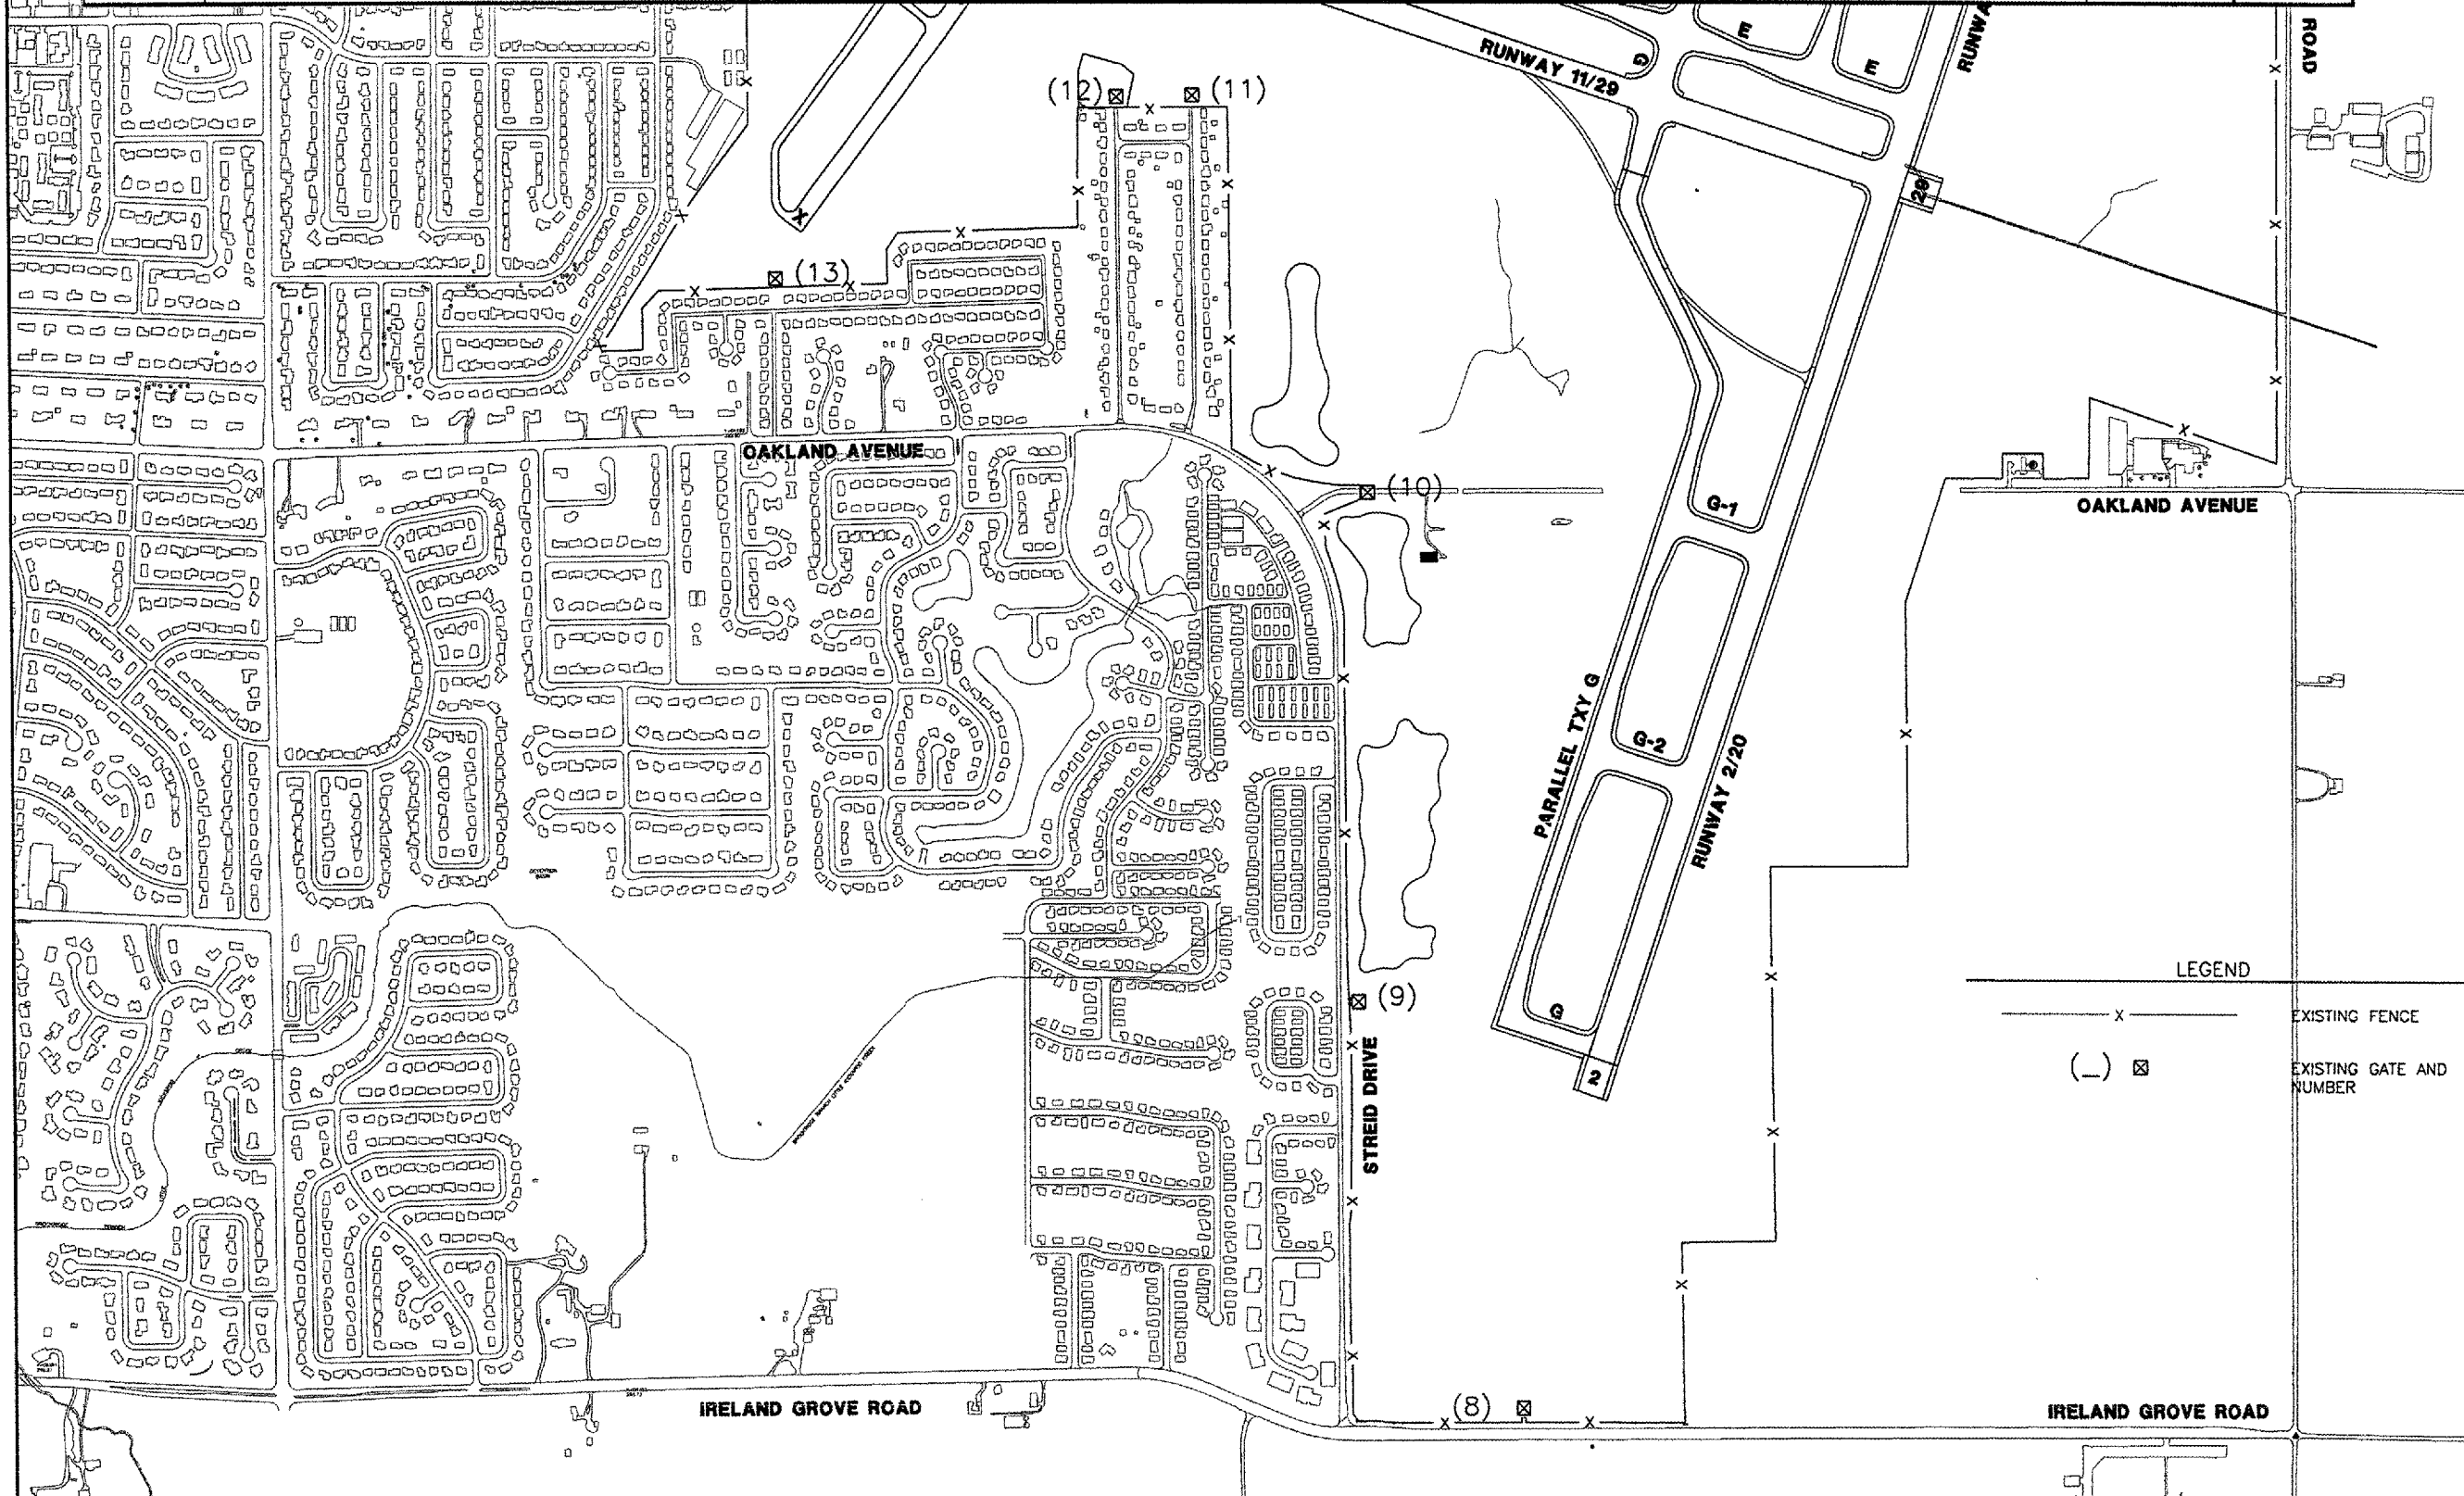 ROAD
RUNWAY 11/29
G
E
E
RUNWA
(12)
(11)
29
(13)
OAKLAND AVENUE
(10)
G-1
OAKLAND AVENUE
PARALLEL TXY G
G-2
RUNWAY 2/20
G
2
(9)
STREID DRIVE
LEGEND
X
EXISTING FENCE
(_)
EXISTING GATE AND
NUMBER
(8)
IRELAND GROVE ROAD
IRELAND GROVE ROAD